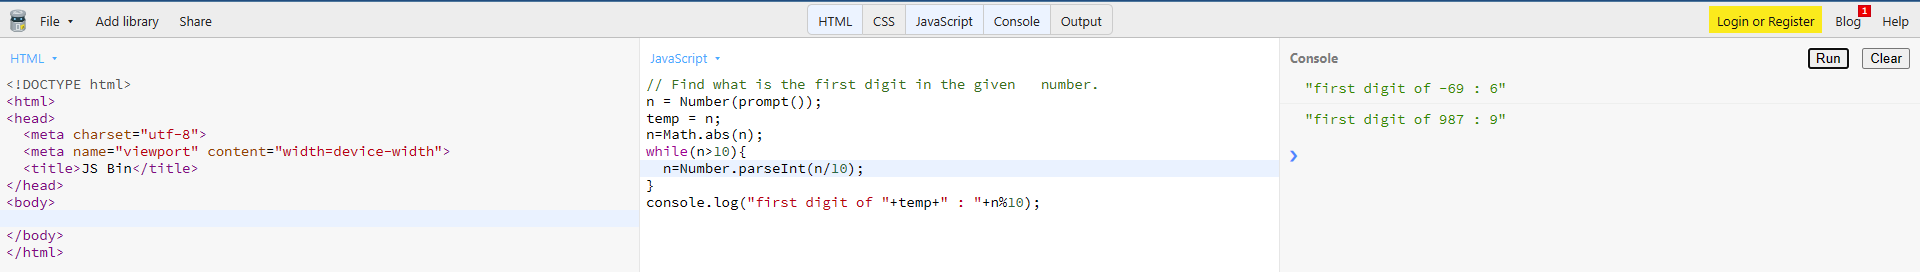 File Add library Share HTML CSS JavaScript Console Output Login or Register Blog 1 Help
HTML
<!DOCTYPE html>
<html>
<head>
  <meta charset="utf-8">
  <meta name="viewport" content="width=device-width">
  <title>JS Bin</title>
</head>
<body>

</body>
</html>
JavaScript
// Find what is the first digit in the given   number.
n = Number(prompt());
temp = n;
n=Math.abs(n);
while(n>10){
  n=Number.parseInt(n/10);
}
console.log("first digit of "+temp+" : "+n%10);
Console Run Clear
"first digit of -69 : 6"
"first digit of 987 : 9"